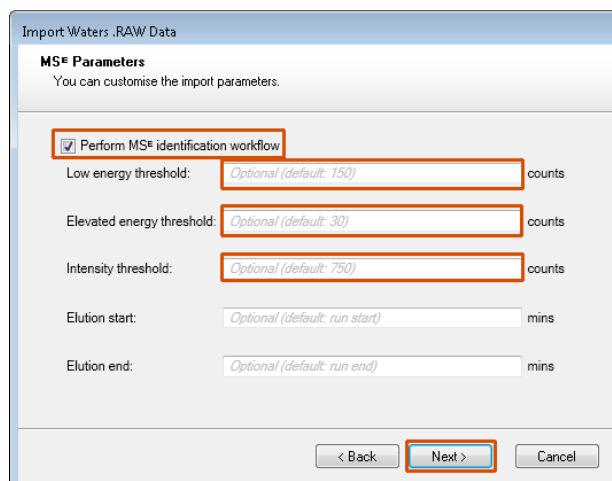 Import Waters .RAW Data
MSᴱ Parameters
You can customise the import parameters.
Perform MSᴱ identification workflow
Low energy threshold: Optional (default: 150) counts
Elevated energy threshold: Optional (default: 30) counts
Intensity threshold: Optional (default: 750) counts
Elution start: Optional (default: run start) mins
Elution end: Optional (default: run end) mins
< Back Next > Cancel